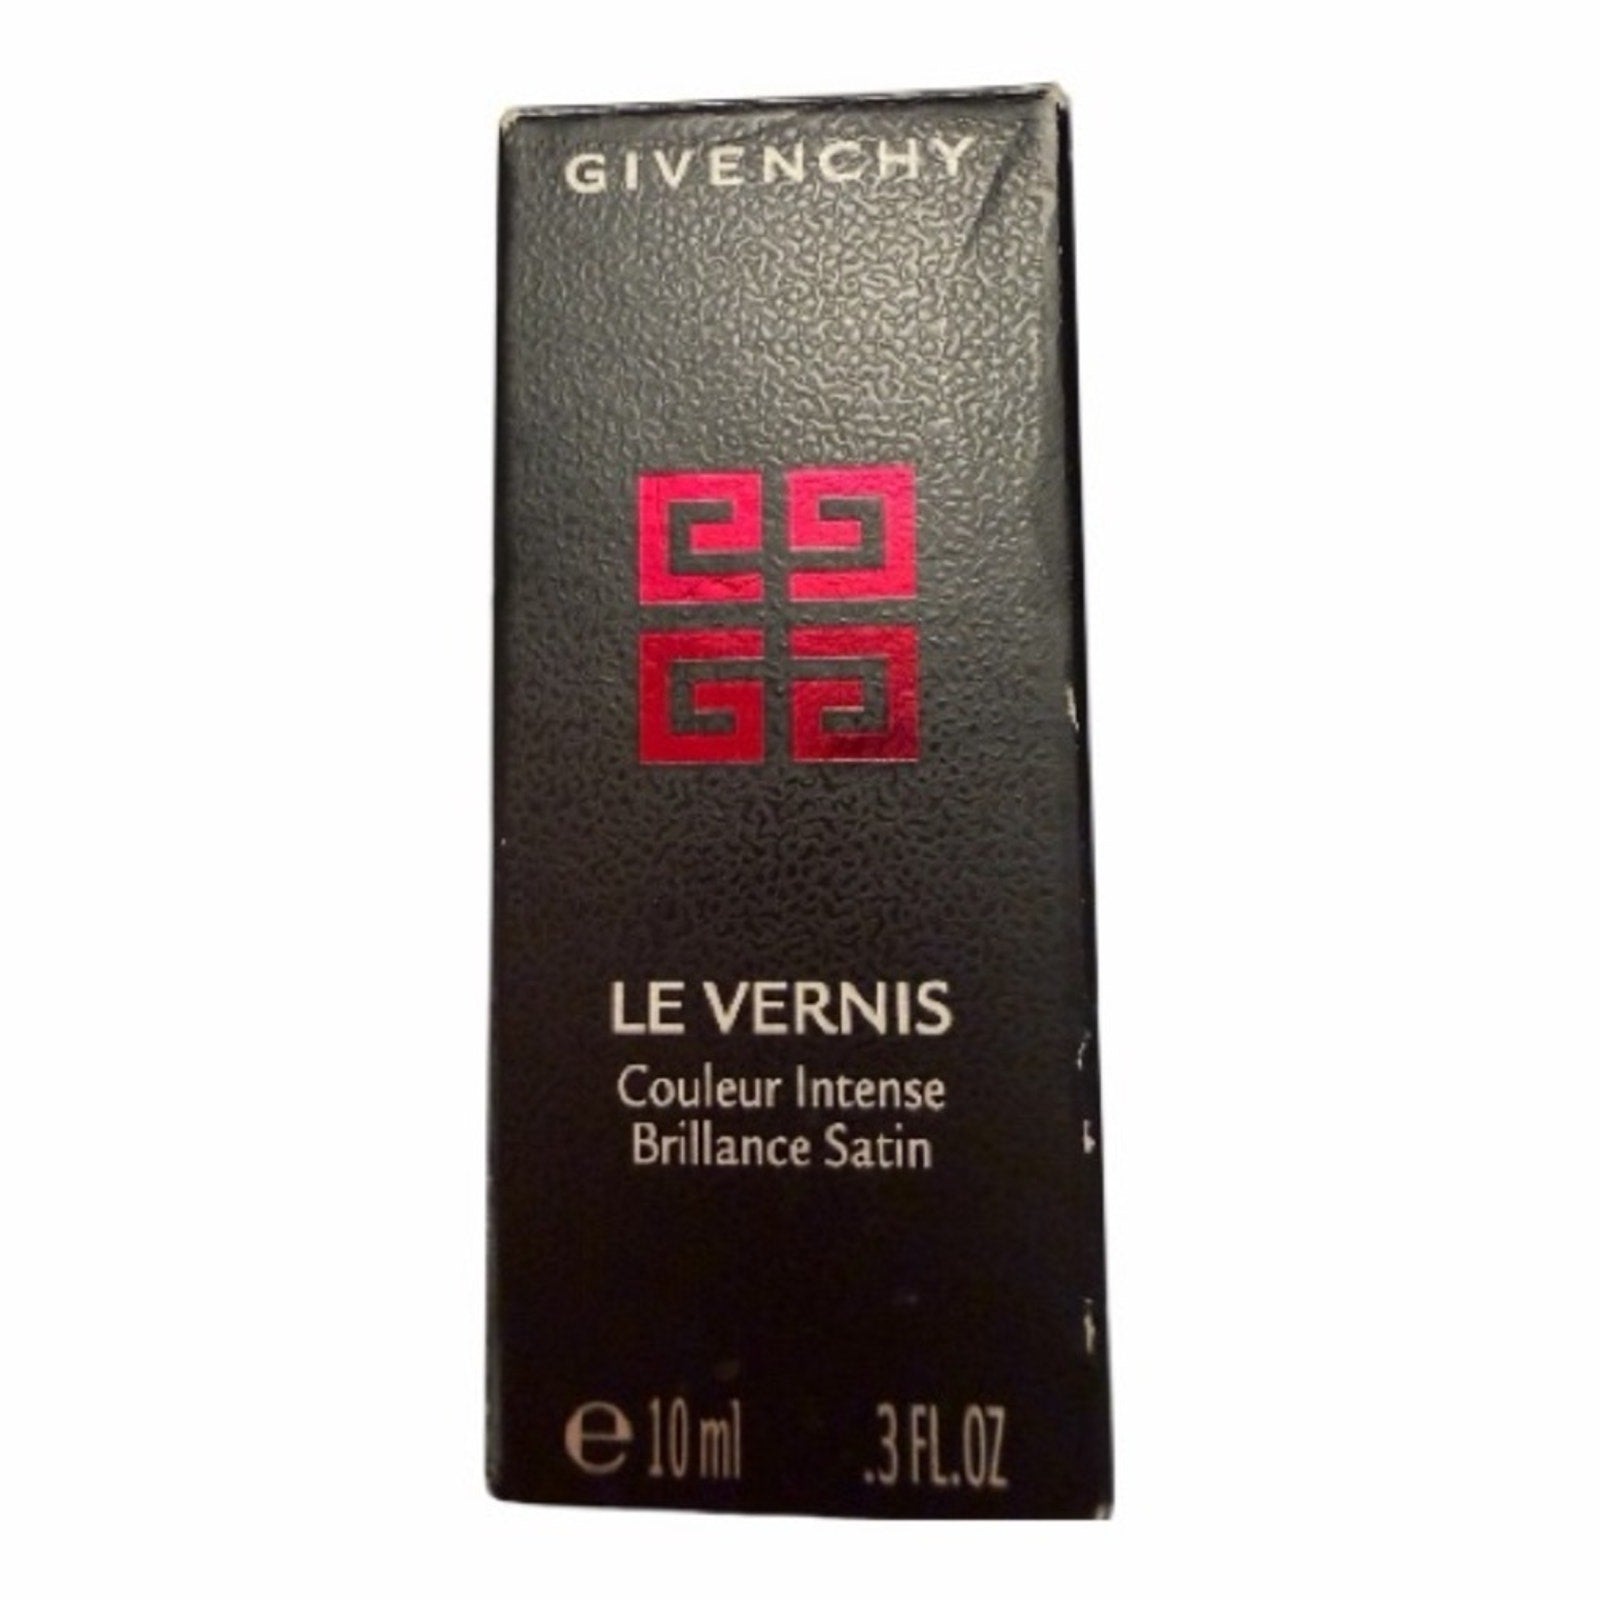 GIVENCHY
LE VERNIS
Couleur Intense
Brillance Satin
℮ 10 ml .3 FL.OZ